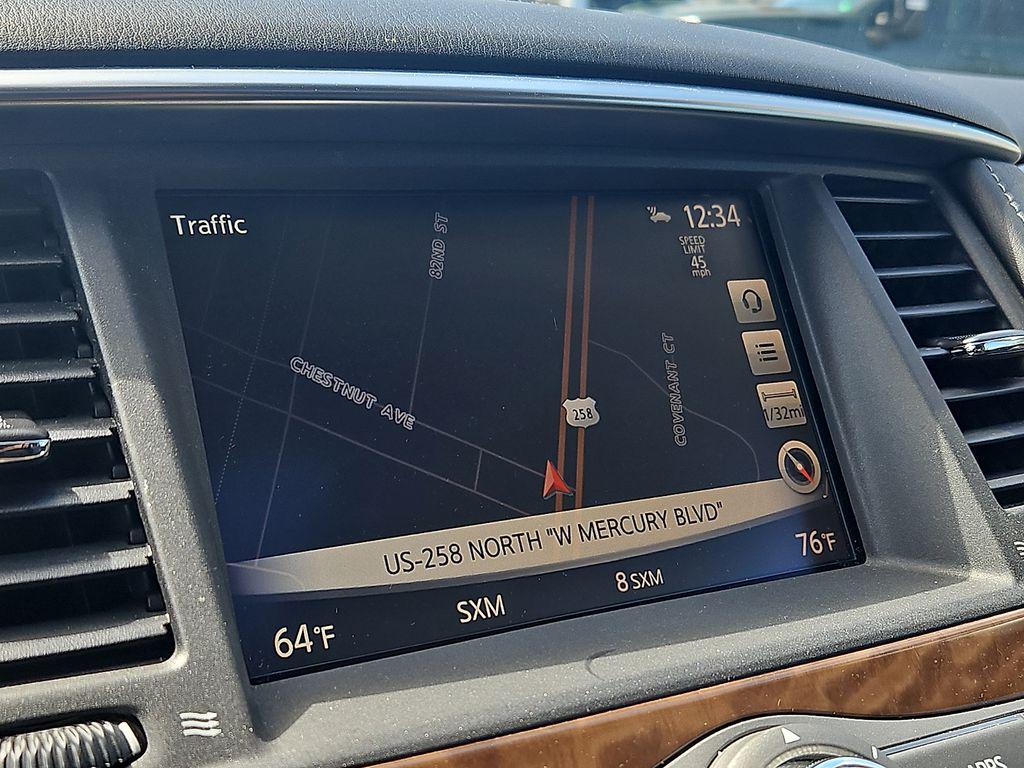 Traffic
12:34
SPEED
LIMIT
45
mph
82ND ST
CHESTNUT AVE
COVENANT CT
258
1/32mi
US-258 NORTH "W MERCURY BLVD"
64°F
SXM
8 SXM
76°F
APPS